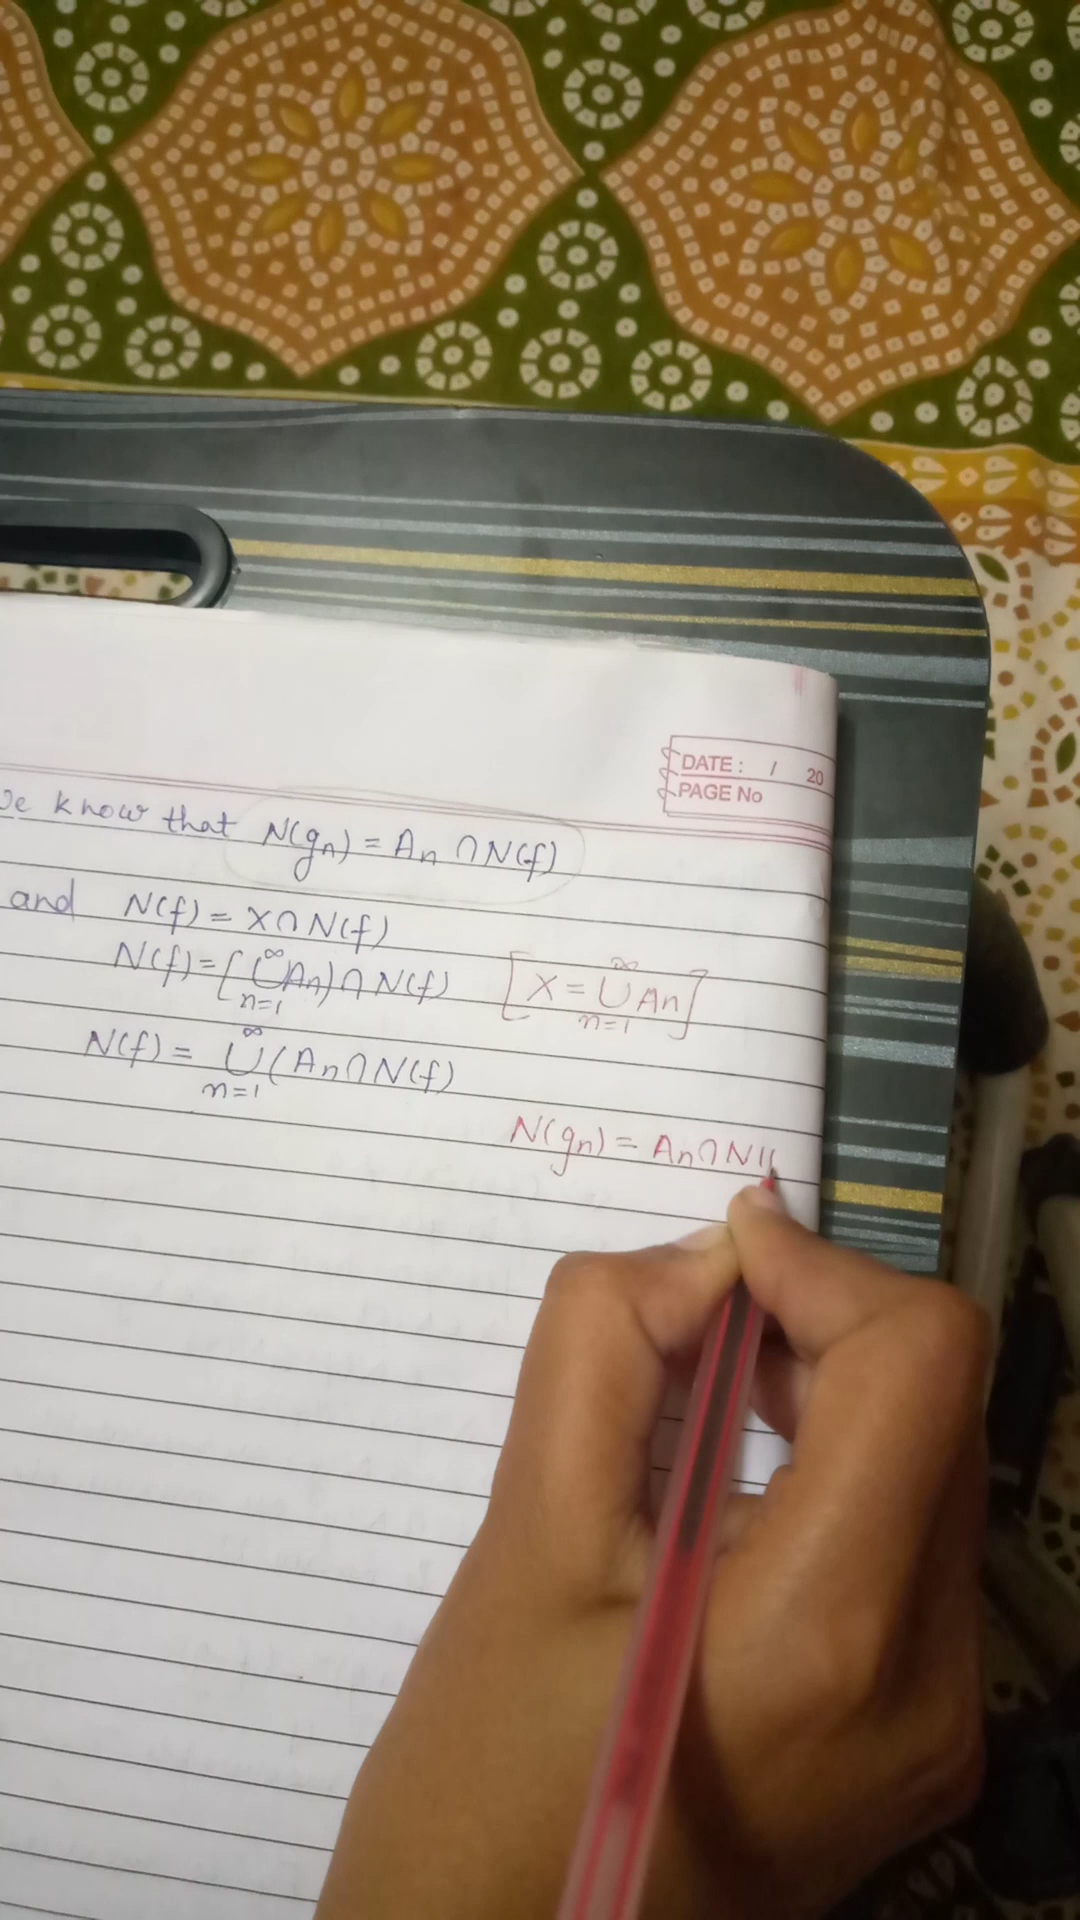 DATE: / 20
PAGE No
know that N(gₙ) = Aₙ ∩ N(f)
and N(f) = X ∩ N(f)
N(f) = (∞⋃n=1 Aₙ) ∩ N(f) [X = ∞⋃n=1 Aₙ]
N(f) = ∞⋃n=1 (Aₙ ∩ N(f)
N(gₙ) = Aₙ ∩ N(